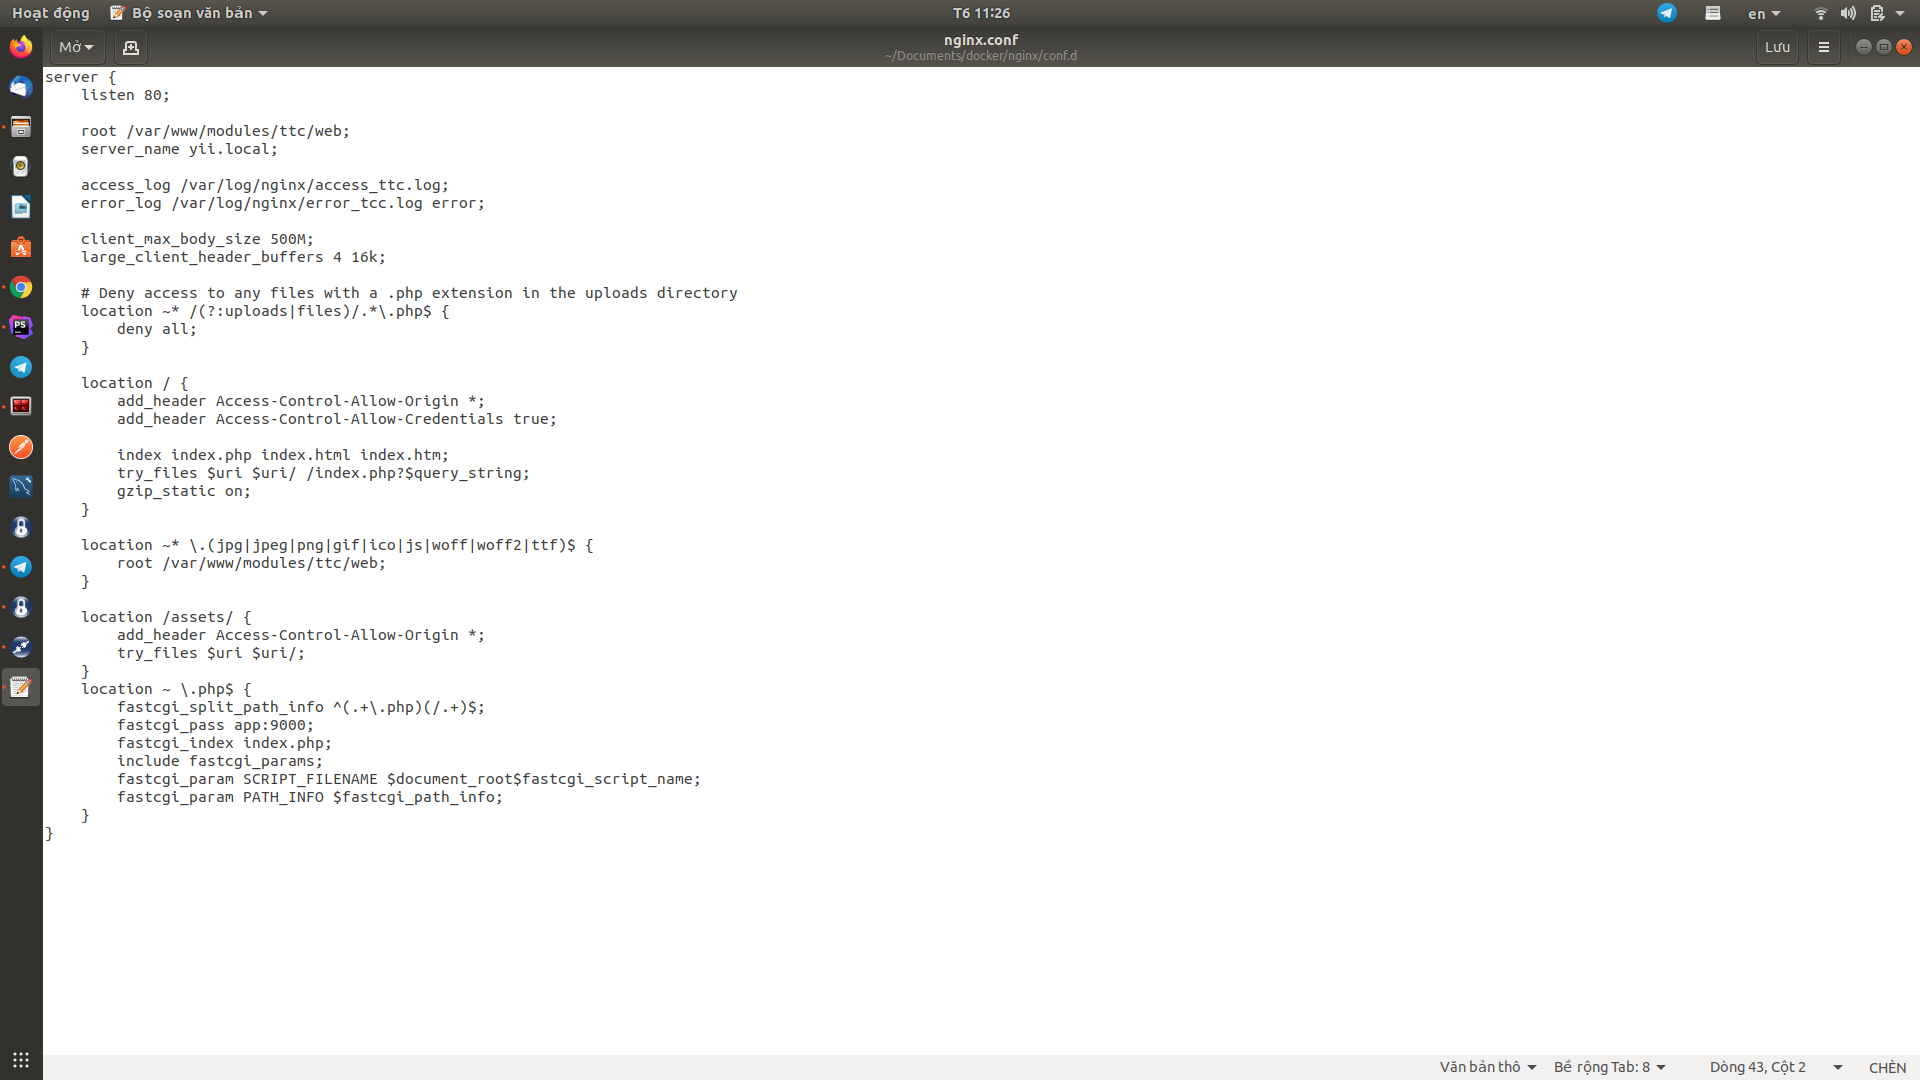 Hoạt động
Bộ soạn văn bản
T6 11:26
en
Mở
nginx.conf
~/Documents/docker/nginx/conf.d
Lưu
server {
    listen 80;

    root /var/www/modules/ttc/web;
    server_name yii.local;

    access_log /var/log/nginx/access_ttc.log;
    error_log /var/log/nginx/error_tcc.log error;

    client_max_body_size 500M;
    large_client_header_buffers 4 16k;

    # Deny access to any files with a .php extension in the uploads directory
    location ~* /(?:uploads|files)/.*\.php$ {
        deny all;
    }

    location / {
        add_header Access-Control-Allow-Origin *;
        add_header Access-Control-Allow-Credentials true;

        index index.php index.html index.htm;
        try_files $uri $uri/ /index.php?$query_string;
        gzip_static on;
    }

    location ~* \.(jpg|jpeg|png|gif|ico|js|woff|woff2|ttf)$ {
        root /var/www/modules/ttc/web;
    }

    location /assets/ {
        add_header Access-Control-Allow-Origin *;
        try_files $uri $uri/;
    }
    location ~ \.php$ {
        fastcgi_split_path_info ^(.+\.php)(/.+)$;
        fastcgi_pass app:9000;
        fastcgi_index index.php;
        include fastcgi_params;
        fastcgi_param SCRIPT_FILENAME $document_root$fastcgi_script_name;
        fastcgi_param PATH_INFO $fastcgi_path_info;
    }
}
PS
Văn bản thô
Bề rộng Tab: 8
Dòng 43, Cột 2
CHÈN